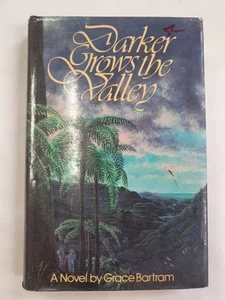 Darker
Grows the
Valley
A Novel by Grace Bartram